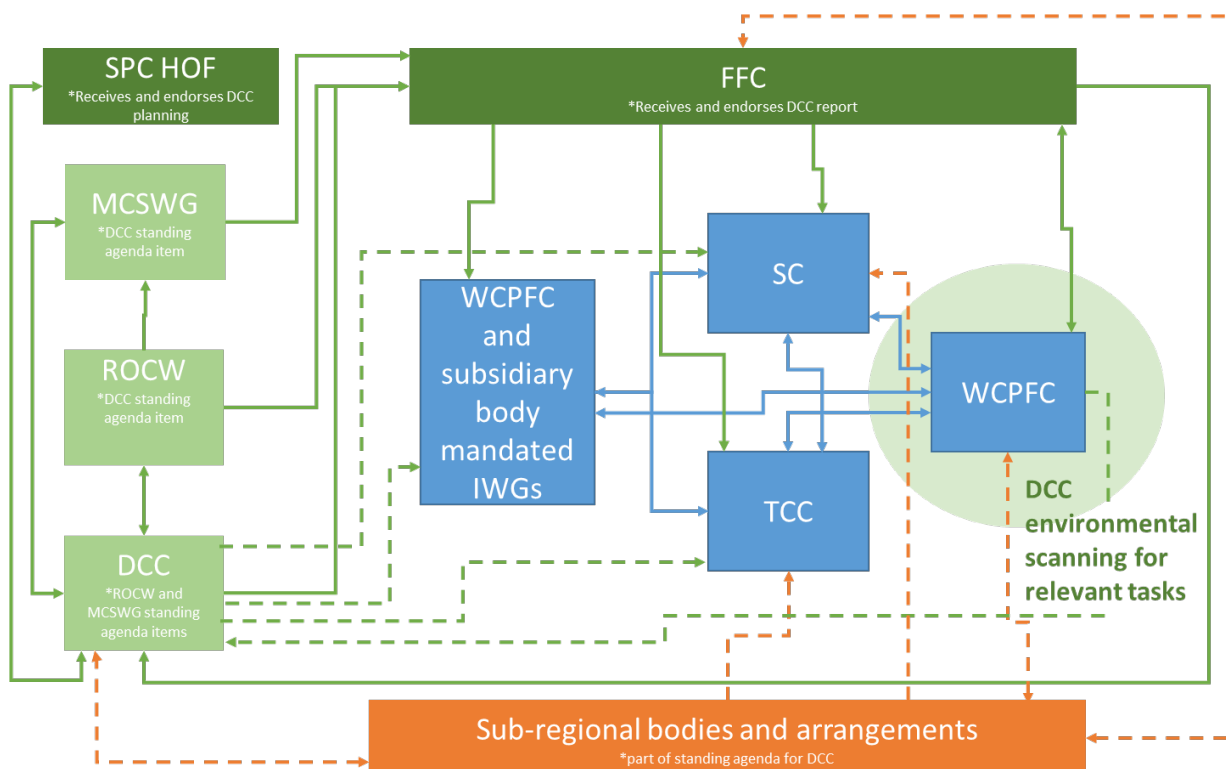 SPC HOF
*Receives and endorses DCC
planning
FFC
*Receives and endorses DCC report
MCSWG
*DCC standing
agenda item
SC
WCPFC
and
subsidiary
body
mandated
IWGs
ROCW
*DCC standing
agenda item
WCPFC
TCC
DCC
environmental
scanning for
relevant tasks
DCC
*ROCW and
MCSWG standing
agenda items
Sub-regional bodies and arrangements
*part of standing agenda for DCC